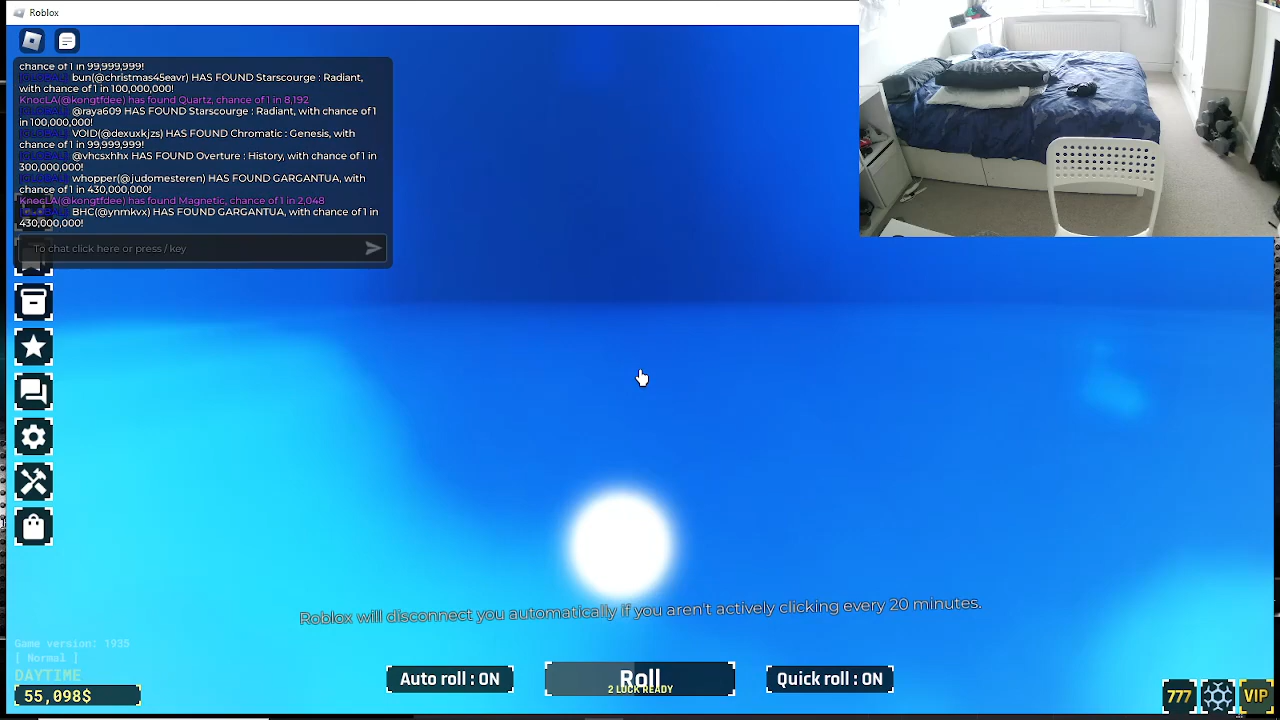 Roblox
chance of 1 in 99,999,999!
[GLOBAL] : bun(@christmas45eavr) HAS FOUND Starscourge : Radiant,
with chance of 1 in 100,000,000!
KnocLA(@kongtfdee) has found Quartz, chance of 1 in 8,192
[GLOBAL] : @raya609 HAS FOUND Starscourge : Radiant, with chance of 1
in 100,000,000!
[GLOBAL] : VOID(@dexuxkjzs) HAS FOUND Chromatic : Genesis, with
chance of 1 in 99,999,999!
[GLOBAL] : @vhcsxhhx HAS FOUND Overture : History, with chance of 1 in
300,000,000!
[GLOBAL] : whopper(@judomesteren) HAS FOUND GARGANTUA, with
chance of 1 in 430,000,000!
KnocLA(@kongtfdee) has found Magnetic, chance of 1 in 2,048
[GLOBAL] : BHC(@ynmkvx) HAS FOUND GARGANTUA, with chance of 1 in
430,000,000!
To chat click here or press / key
Roblox will disconnect you automatically if you aren't actively clicking every 20 minutes.
Game version: 1935
[ Normal ]
DAYTIME
55,098$
Auto roll : ON
Roll
2 LUCK READY
Quick roll : ON
777
VIP